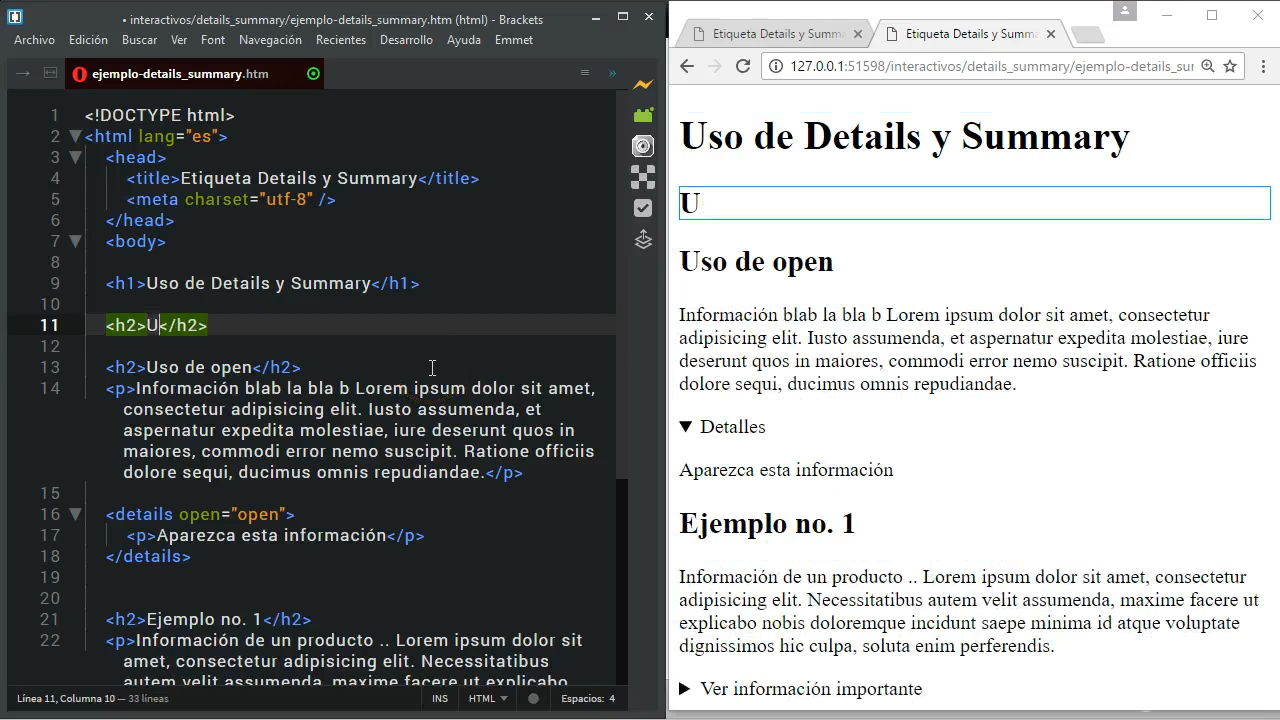 • interactivos/details_summary/ejemplo-details_summary.htm (html) - Brackets
Archivo Edición Buscar Ver Font Navegación Recientes Desarrollo Ayuda Emmet
ejemplo-details_summary.htm
1 <!DOCTYPE html>
2 <html lang="es">
3 <head>
4 <title>Etiqueta Details y Summary</title>
5 <meta charset="utf-8" />
6 </head>
7 <body>
8
9 <h1>Uso de Details y Summary</h1>
10
11 <h2>U</h2>
12
13 <h2>Uso de open</h2>
14 <p>Información blab la bla b Lorem ipsum dolor sit amet,
consectetur adipisicing elit. Iusto assumenda, et
aspernatur expedita molestiae, iure deserunt quos in
maiores, commodi error nemo suscipit. Ratione officiis
dolore sequi, ducimus omnis repudiandae.</p>
15
16 <details open="open">
17 <p>Aparezca esta información</p>
18 </details>
19
20
21 <h2>Ejemplo no. 1</h2>
22 <p>Información de un producto .. Lorem ipsum dolor sit
amet, consectetur adipisicing elit. Necessitatibus
autem velit assumenda, maxime facere ut explicabo
Línea 11, Columna 10 — 33 líneas INS HTML Espacios: 4
Etiqueta Details y Summ Etiqueta Details y Summ
127.0.0.1:51598/interactivos/details_summary/ejemplo-details_sur
Uso de Details y Summary
U
Uso de open
Información blab la bla b Lorem ipsum dolor sit amet, consectetur
adipisicing elit. Iusto assumenda, et aspernatur expedita molestiae, iure
deserunt quos in maiores, commodi error nemo suscipit. Ratione officiis
dolore sequi, ducimus omnis repudiandae.
Detalles
Aparezca esta información
Ejemplo no. 1
Información de un producto .. Lorem ipsum dolor sit amet, consectetur
adipisicing elit. Necessitatibus autem velit assumenda, maxime facere ut
explicabo nobis doloremque incidunt saepe minima id atque voluptate
dignissimos hic culpa, soluta enim perferendis.
Ver información importante